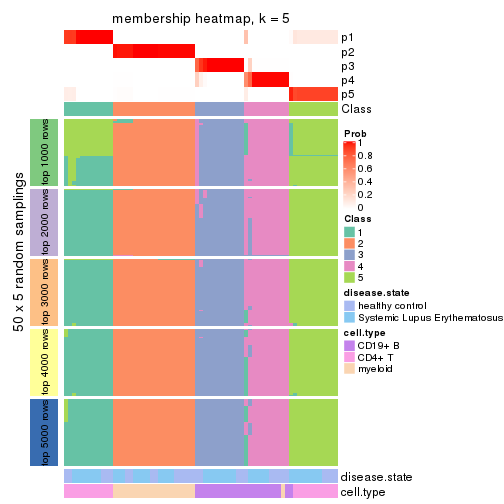 membership heatmap, k = 5
p1
p2
p3
p4
p5
Class
50 x 5 random samplings
top 1000 rows
top 2000 rows
top 3000 rows
top 4000 rows
top 5000 rows
disease.state
cell.type
Prob
1
0.8
0.6
0.4
0.2
0
Class
1
2
3
4
5
disease.state
healthy control
Systemic Lupus Erythematosus
cell.type
CD19+ B
CD4+ T
myeloid